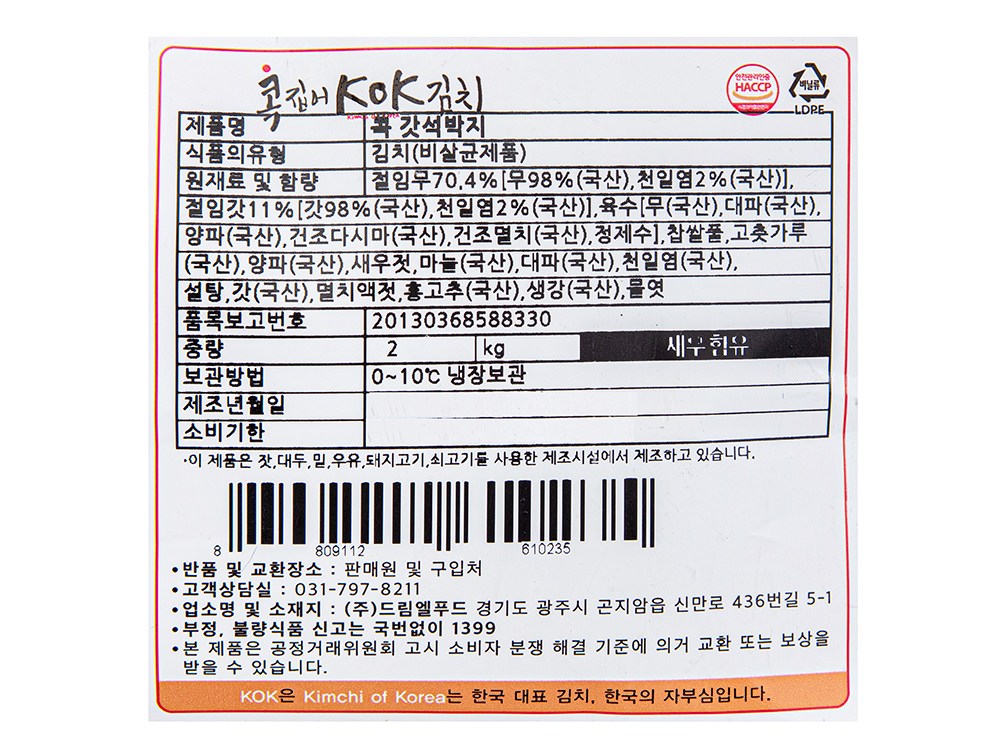 콕집어 KOK김치
Kimchi of Korea
안전관리인증
HACCP
비닐류
LDPE
제품명 콕 갓석박지
식품의유형 김치(비살균제품)
원재료 및 함량 절임무70.4%[무98%(국산),천일염2%(국산)],
절임갓11%[갓98%(국산),천일염2%(국산)],육수[무(국산),대파(국산),
양파(국산),건조다시마(국산),건조멸치(국산),정제수],찹쌀풀,고춧가루
(국산),양파(국산),새우젓,마늘(국산),대파(국산),천일염(국산),
설탕,갓(국산),멸치액젓,홍고추(국산),생강(국산),물엿
품목보고번호 20130368588330
중량 2 kg 새우함유
보관방법 0~10℃ 냉장보관
제조년월일
소비기한
·이 제품은 잣,대두,밀,우유,돼지고기,쇠고기를 사용한 제조시설에서 제조하고 있습니다.
8 809112 610235
•반품 및 교환장소 : 판매원 및 구입처
•고객상담실 : 031-797-8211
•업소명 및 소재지 : (주)드림엘푸드 경기도 광주시 곤지암읍 신만로 436번길 5-1
•부정, 불량식품 신고는 국번없이 1399
•본 제품은 공정거래위원회 고시 소비자 분쟁 해결 기준에 의거 교환 또는 보상을
받을 수 있습니다.
KOK은 Kimchi of Korea는 한국 대표 김치, 한국의 자부심입니다.